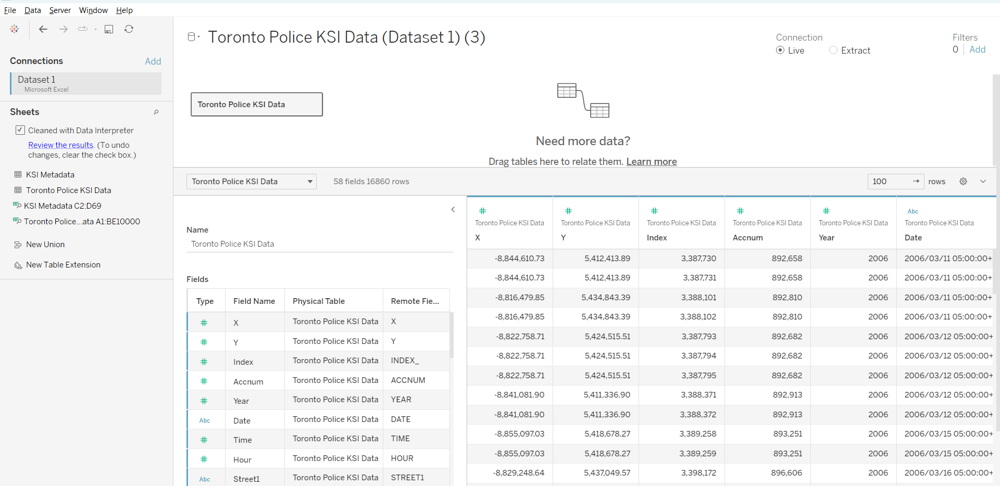 File Data Server Window Help
Connections Add
Dataset 1
Microsoft Excel
Sheets
Cleaned with Data Interpreter
Review the results. (To undo
changes, clear the check box.)
KSI Metadata
Toronto Police KSI Data
KSI Metadata C2:D69
Toronto Police...ata A1:BE10000
New Union
New Table Extension
Toronto Police KSI Data (Dataset 1) (3)
Connection
Live Extract
Filters
0 Add
Toronto Police KSI Data
Need more data?
Drag tables here to relate them. Learn more
Toronto Police KSI Data 58 fields 16860 rows 100 rows
Name
Toronto Police KSI Data
Fields
Type Field Name Physical Table Remote Fie...
# X Toronto Police KSI Data X
# Y Toronto Police KSI Data Y
# Index Toronto Police KSI Data INDEX_
# Accnum Toronto Police KSI Data ACCNUM
# Year Toronto Police KSI Data YEAR
Abc Date Toronto Police KSI Data DATE
# Time Toronto Police KSI Data TIME
# Hour Toronto Police KSI Data HOUR
Abc Street1 Toronto Police KSI Data STREET1
# # # # # Abc
Toronto Police KSI Data Toronto Police KSI Data Toronto Police KSI Data Toronto Police KSI Data Toronto Police KSI Data Toronto Police KSI Data
X Y Index Accnum Year Date
-8,844,610.73 5,412,413.89 3,387,730 892,658 2006 2006/03/11 05:00:00+
-8,844,610.73 5,412,413.89 3,387,731 892,658 2006 2006/03/11 05:00:00+
-8,816,479.85 5,434,843.39 3,388,101 892,810 2006 2006/03/11 05:00:00+
-8,816,479.85 5,434,843.39 3,388,102 892,810 2006 2006/03/11 05:00:00+
-8,822,758.71 5,424,515.51 3,387,793 892,682 2006 2006/03/12 05:00:00+
-8,822,758.71 5,424,515.51 3,387,794 892,682 2006 2006/03/12 05:00:00+
-8,822,758.71 5,424,515.51 3,387,795 892,682 2006 2006/03/12 05:00:00+
-8,841,081.90 5,411,336.90 3,388,371 892,913 2006 2006/03/12 05:00:00+
-8,841,081.90 5,411,336.90 3,388,372 892,913 2006 2006/03/12 05:00:00+
-8,855,097.03 5,418,678.27 3,389,258 893,251 2006 2006/03/15 05:00:00+
-8,855,097.03 5,418,678.27 3,389,259 893,251 2006 2006/03/15 05:00:00+
-8,829,248.64 5,437,049.57 3,398,172 896,606 2006 2006/03/16 05:00:00+